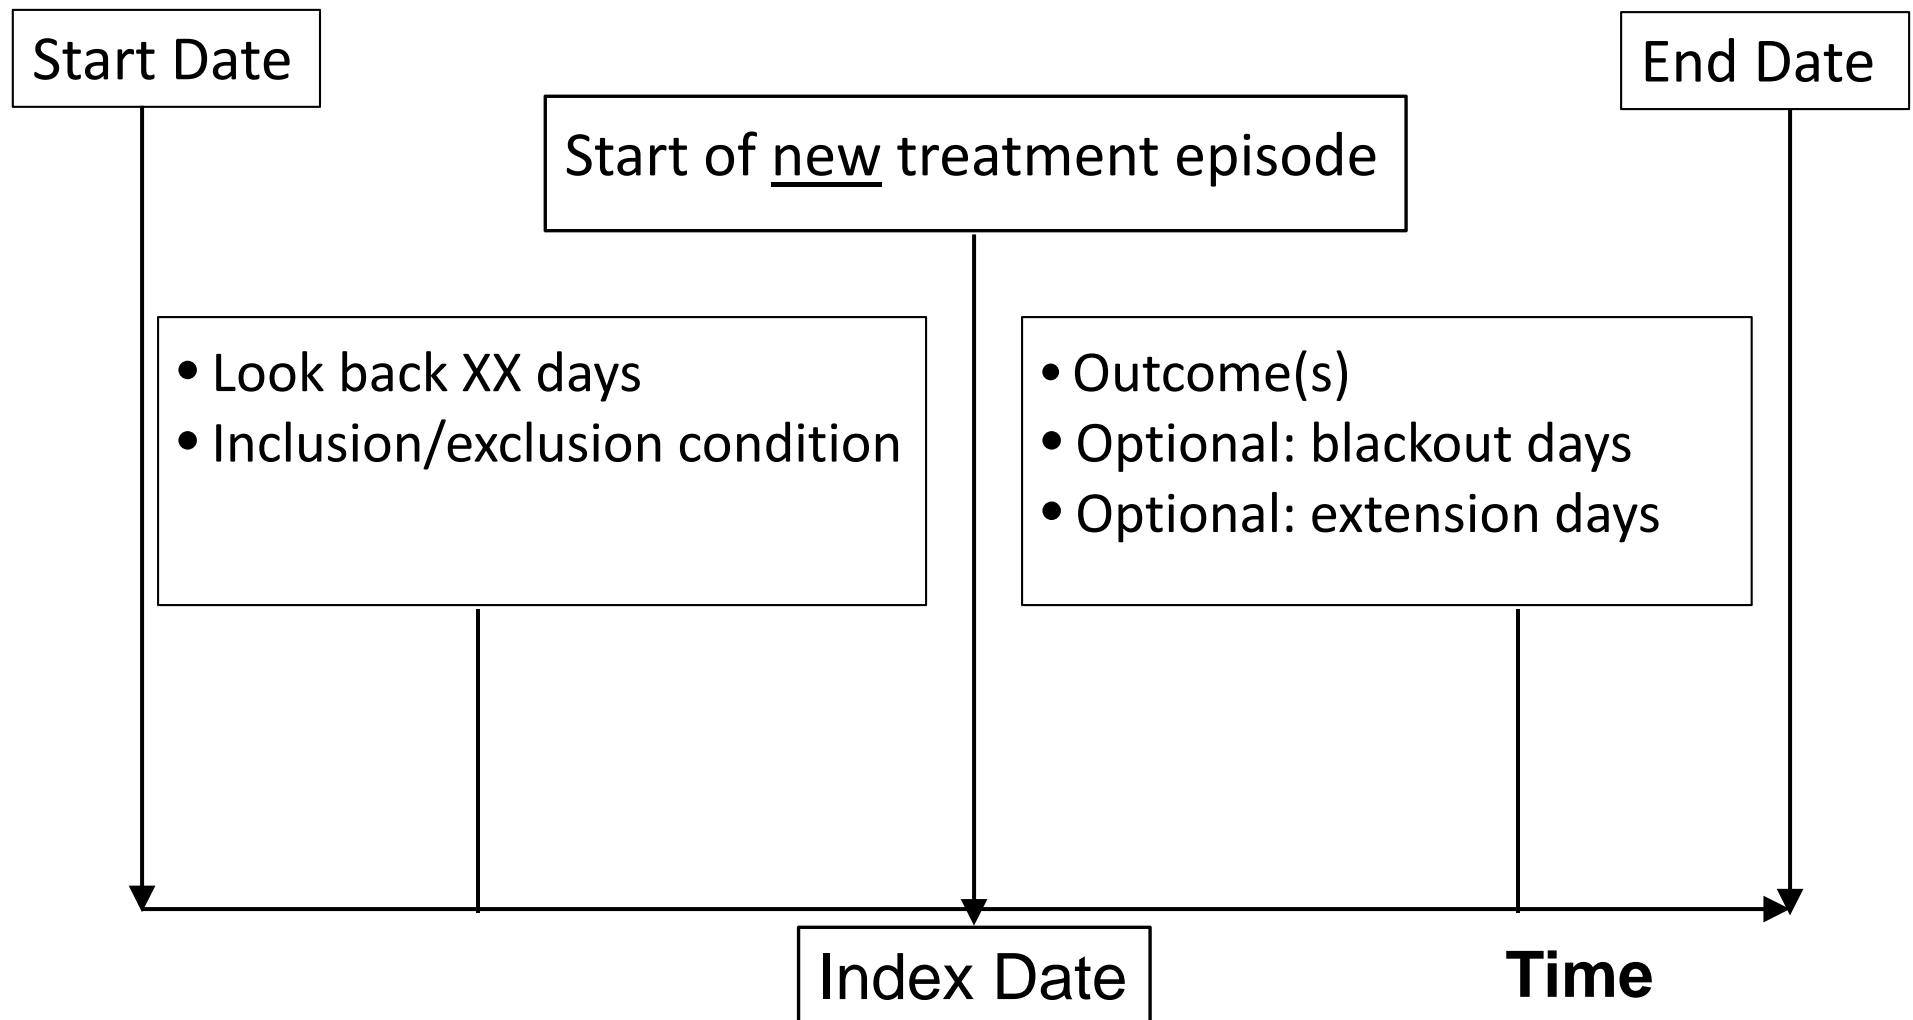 Start Date
End Date
Start of new treatment episode
• Look back XX days
• Inclusion/exclusion condition
• Outcome(s)
• Optional: blackout days
• Optional: extension days
Index Date
Time